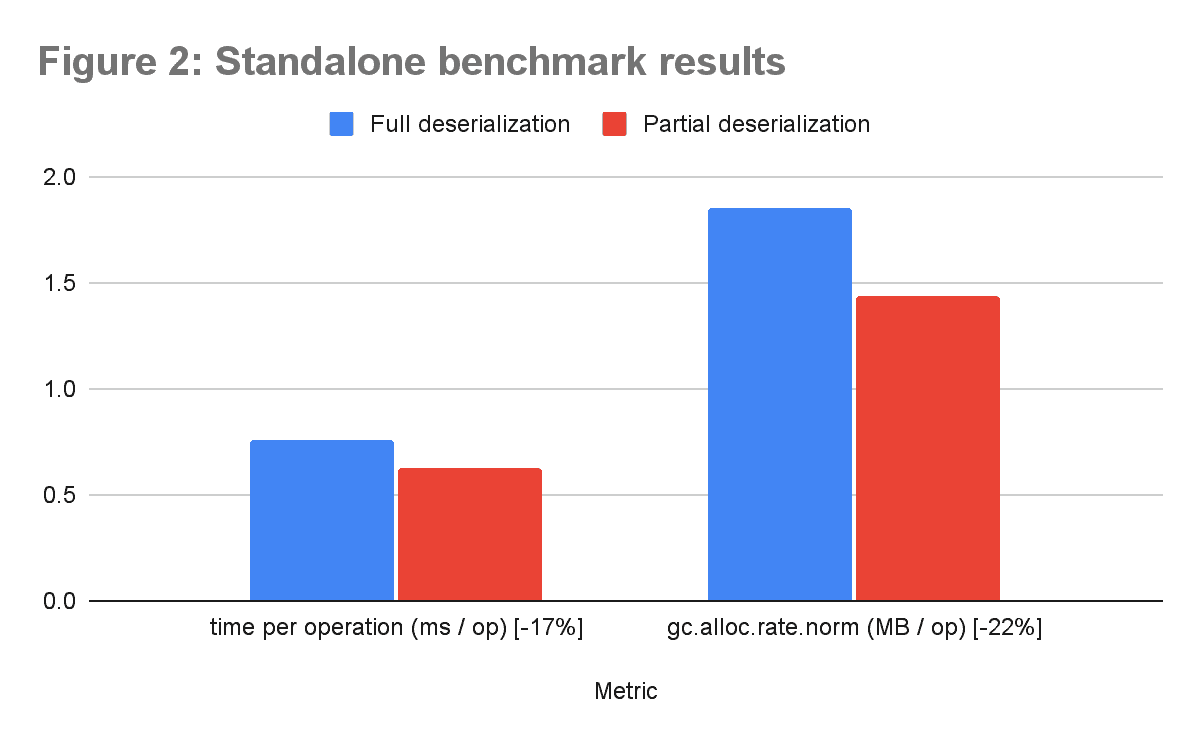 Figure 2: Standalone benchmark results
Full deserialization Partial deserialization
2.0
1.5
1.0
0.5
0.0
time per operation (ms / op) [-17%] gc.alloc.rate.norm (MB / op) [-22%]
Metric